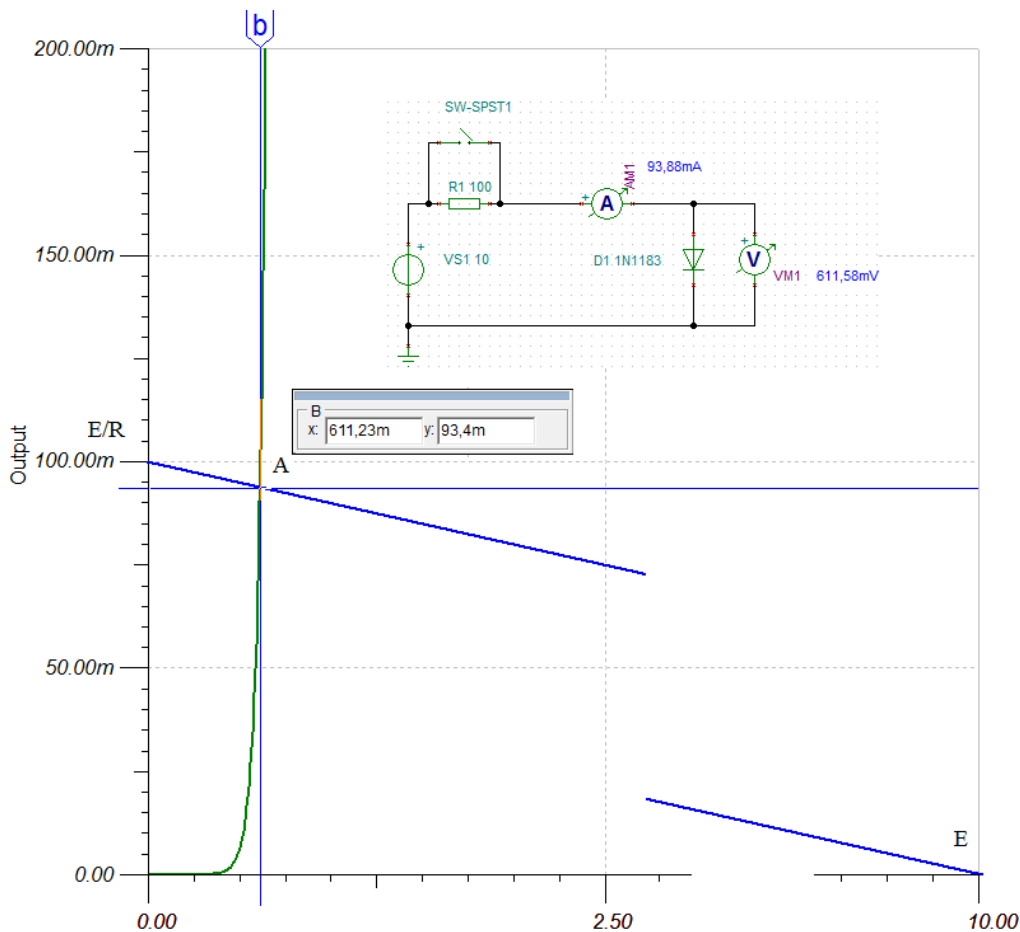 b
200.00m
SW-SPST1
AM1
93,88mA
R1 100
A
+
+
VS1 10
D1 1N1183
+
V
VM1 611,58mV
150.00m
B
x: 611,23m y: 93,4m
E/R
Output
100.00m
A
50.00m
E
0.00
0.00 2.50 10.00